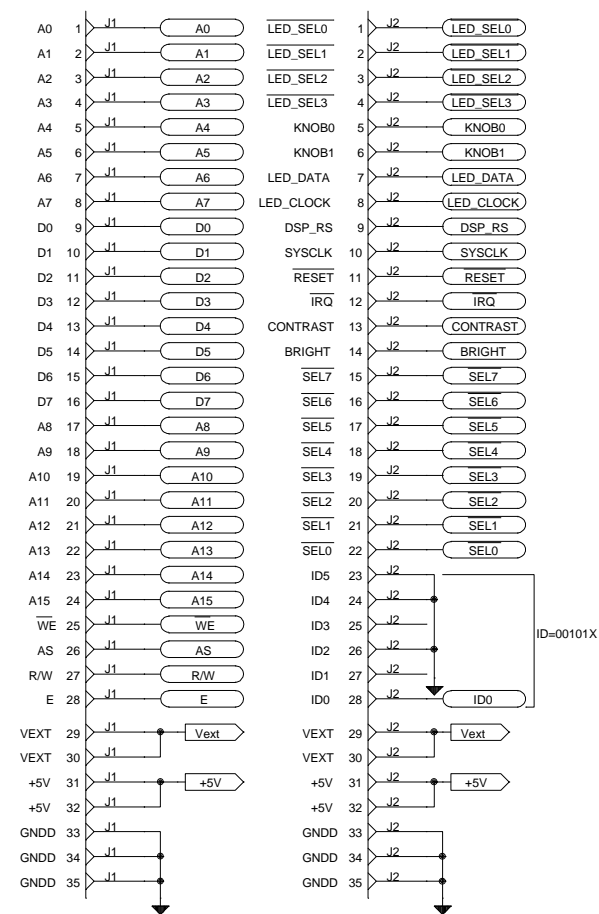 A0 1 J1 A0 LED_SEL0 1 J2 LED_SEL0
A1 2 J1 A1 LED_SEL1 2 J2 LED_SEL1
A2 3 J1 A2 LED_SEL2 3 J2 LED_SEL2
A3 4 J1 A3 LED_SEL3 4 J2 LED_SEL3
A4 5 J1 A4 KNOB0 5 J2 KNOB0
A5 6 J1 A5 KNOB1 6 J2 KNOB1
A6 7 J1 A6 LED_DATA 7 J2 LED_DATA
A7 8 J1 A7 LED_CLOCK 8 J2 LED_CLOCK
D0 9 J1 D0 DSP_RS 9 J2 DSP_RS
D1 10 J1 D1 SYSCLK 10 J2 SYSCLK
D2 11 J1 D2 RESET 11 J2 RESET
D3 12 J1 D3 IRQ 12 J2 IRQ
D4 13 J1 D4 CONTRAST 13 J2 CONTRAST
D5 14 J1 D5 BRIGHT 14 J2 BRIGHT
D6 15 J1 D6 SEL7 15 J2 SEL7
D7 16 J1 D7 SEL6 16 J2 SEL6
A8 17 J1 A8 SEL5 17 J2 SEL5
A9 18 J1 A9 SEL4 18 J2 SEL4
A10 19 J1 A10 SEL3 19 J2 SEL3
A11 20 J1 A11 SEL2 20 J2 SEL2
A12 21 J1 A12 SEL1 21 J2 SEL1
A13 22 J1 A13 SEL0 22 J2 SEL0
A14 23 J1 A14 ID5 23 J2
A15 24 J1 A15 ID4 24 J2
WE 25 J1 WE ID3 25 J2 ID=00101X
AS 26 J1 AS ID2 26 J2
R/W 27 J1 R/W ID1 27 J2
E 28 J1 E ID0 28 J2 ID0
VEXT 29 J1 Vext VEXT 29 J2 Vext
VEXT 30 J1 VEXT 30 J2
+5V 31 J1 +5V +5V 31 J2 +5V
+5V 32 J1 +5V 32 J2
GNDD 33 J1 GNDD 33 J2
GNDD 34 J1 GNDD 34 J2
GNDD 35 J1 GNDD 35 J2